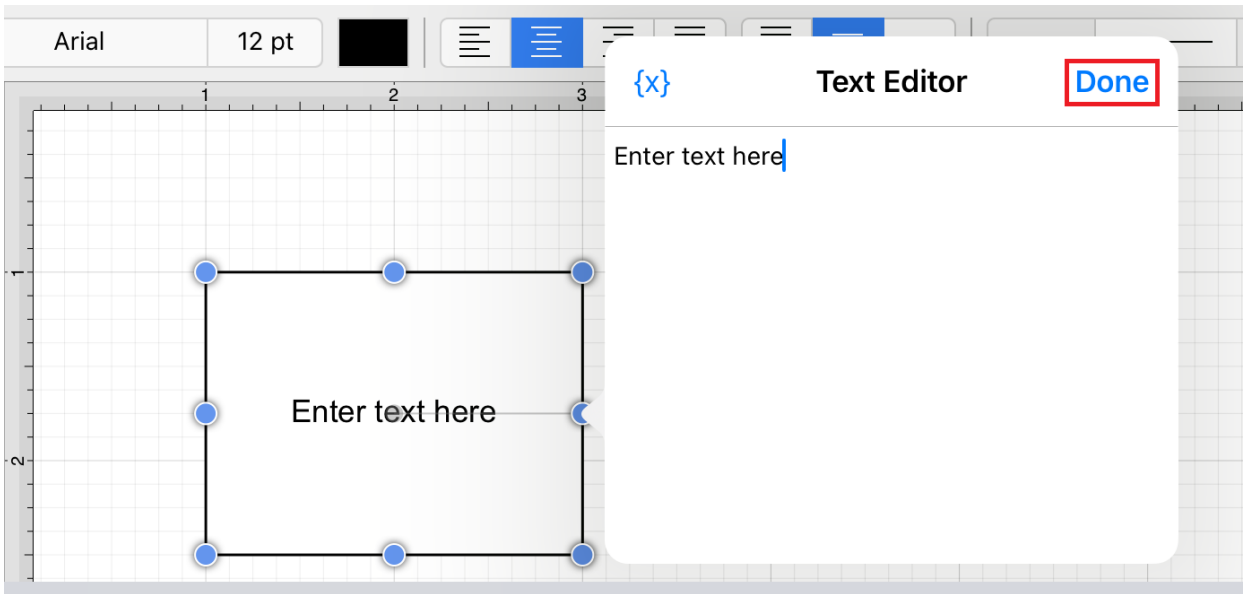 Arial 12 pt
{x} Text Editor Done
1 2 3
Enter text here
1
Enter text here
2